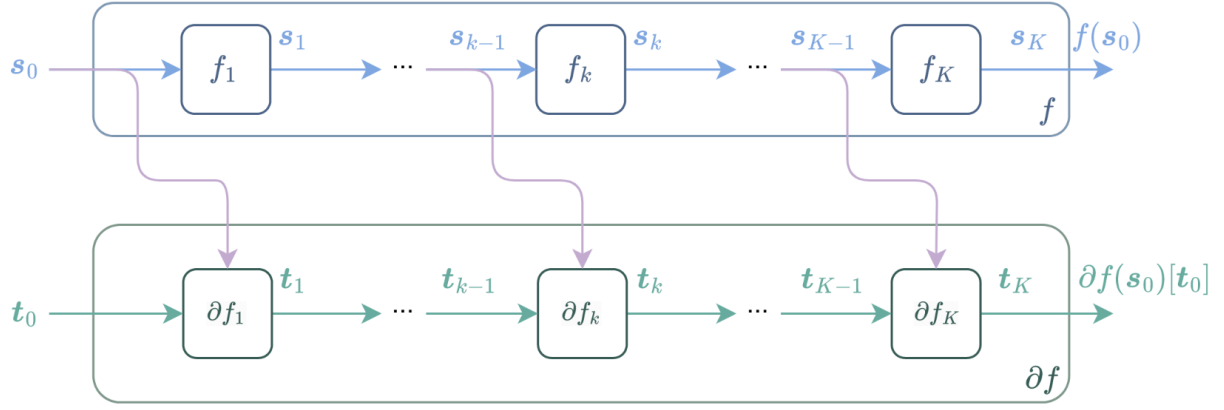 s_1 s_{k−1} s_k s_{K−1} s_K f(s_0)
s_0 f_1 ... f_k ... f_K
f
t_1 t_{k−1} t_k t_{K−1} t_K ∂f(s_0)[t_0]
t_0 ∂f_1 ... ∂f_k ... ∂f_K
∂f